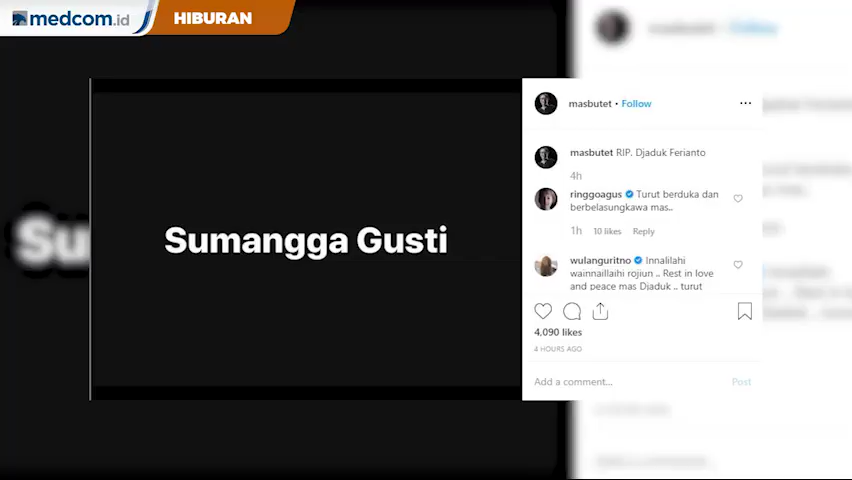 medcom.id
HIBURAN
Sumangga Gusti
masbutet • Follow
masbutet RIP. Djaduk Ferianto
4h
ringgoagus Turut berduka dan
berbelasungkawa mas..
1h 10 likes Reply
wulanguritno Innalilahi
wainnaillaihi rojiun .. Rest in love
and peace mas Djaduk .. turut
4,090 likes
4 HOURS AGO
Add a comment... Post